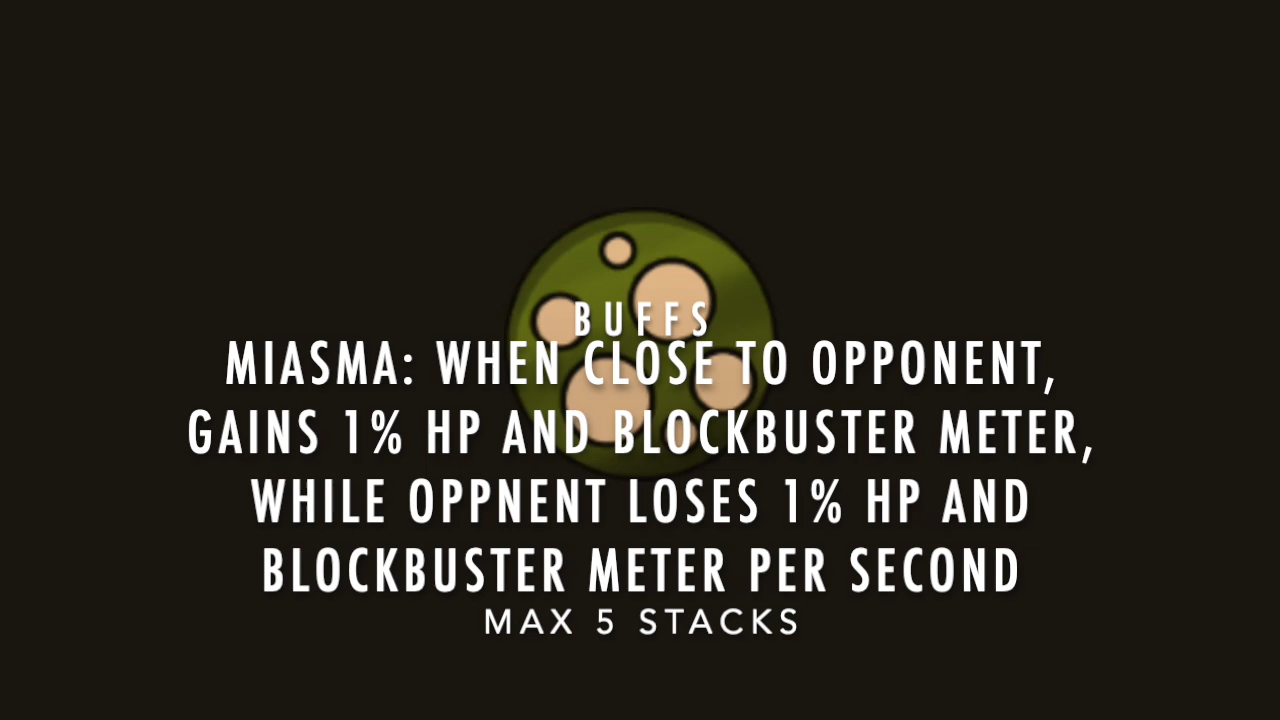 BUFFS
MIASMA: WHEN CLOSE TO OPPONENT,
GAINS 1% HP AND BLOCKBUSTER METER,
WHILE OPPNENT LOSES 1% HP AND
BLOCKBUSTER METER PER SECOND
MAX 5 STACKS